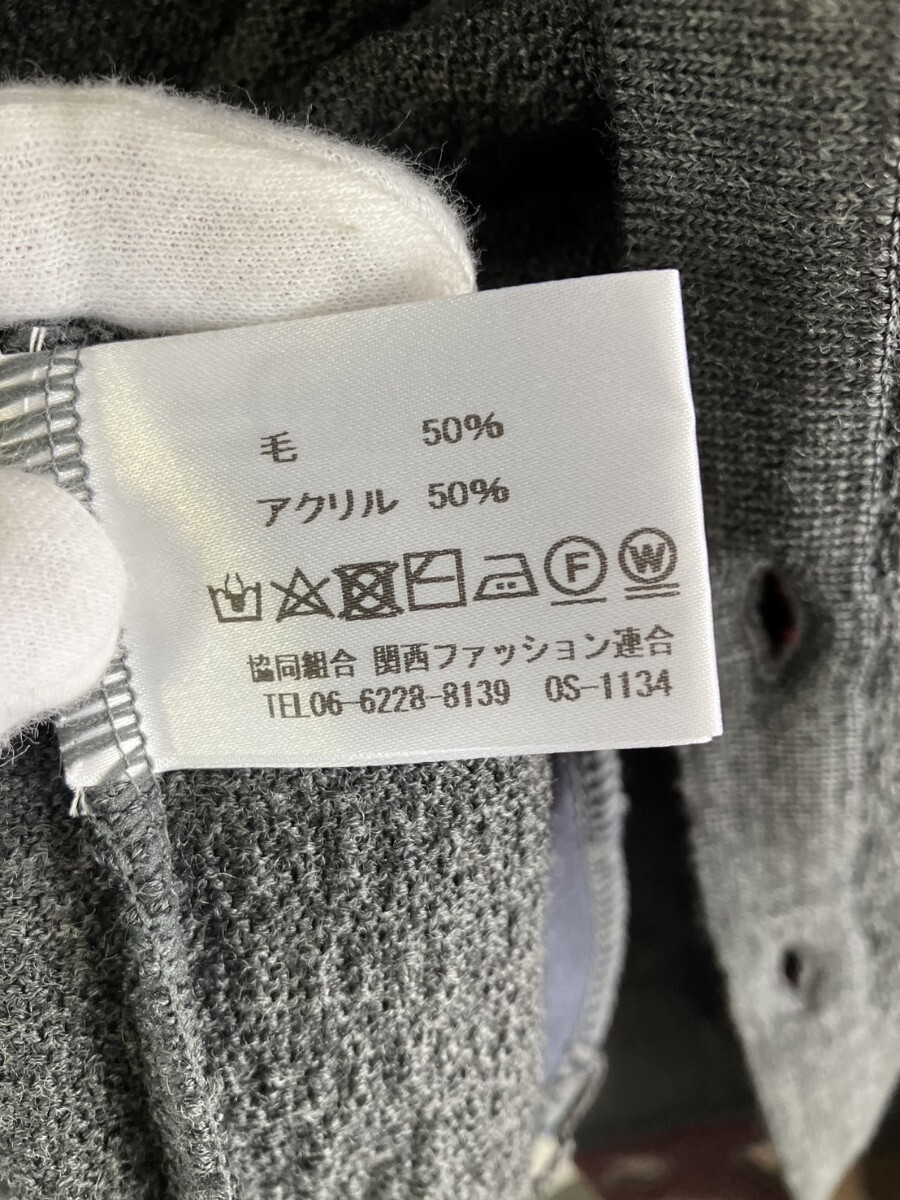 毛 50%
アクリル 50%
F W
協同組合 関西ファッション連合
TEL06-6228-8139 OS-1134